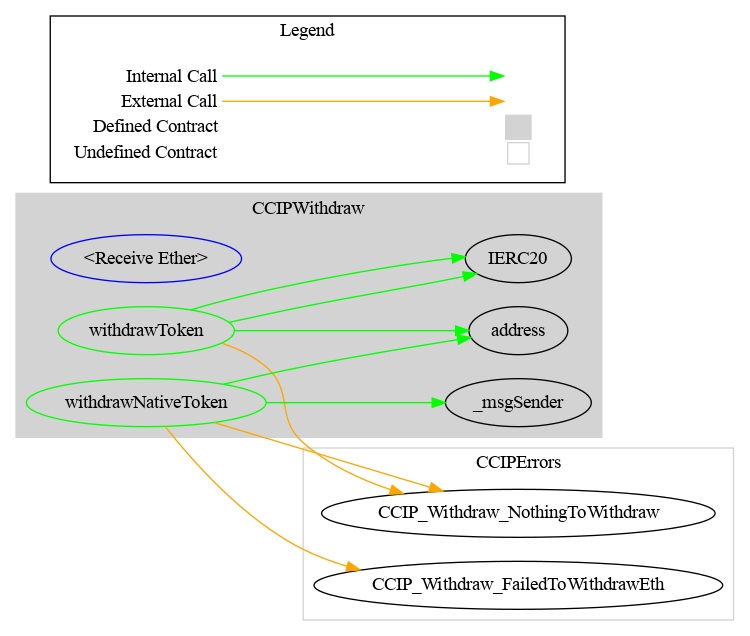 Legend
Internal Call
External Call
Defined Contract
Undefined Contract
CCIPWithdraw
<Receive Ether>
IERC20
withdrawToken
address
withdrawNativeToken
_msgSender
CCIPErrors
CCIP_Withdraw_NothingToWithdraw
CCIP_Withdraw_FailedToWithdrawEth